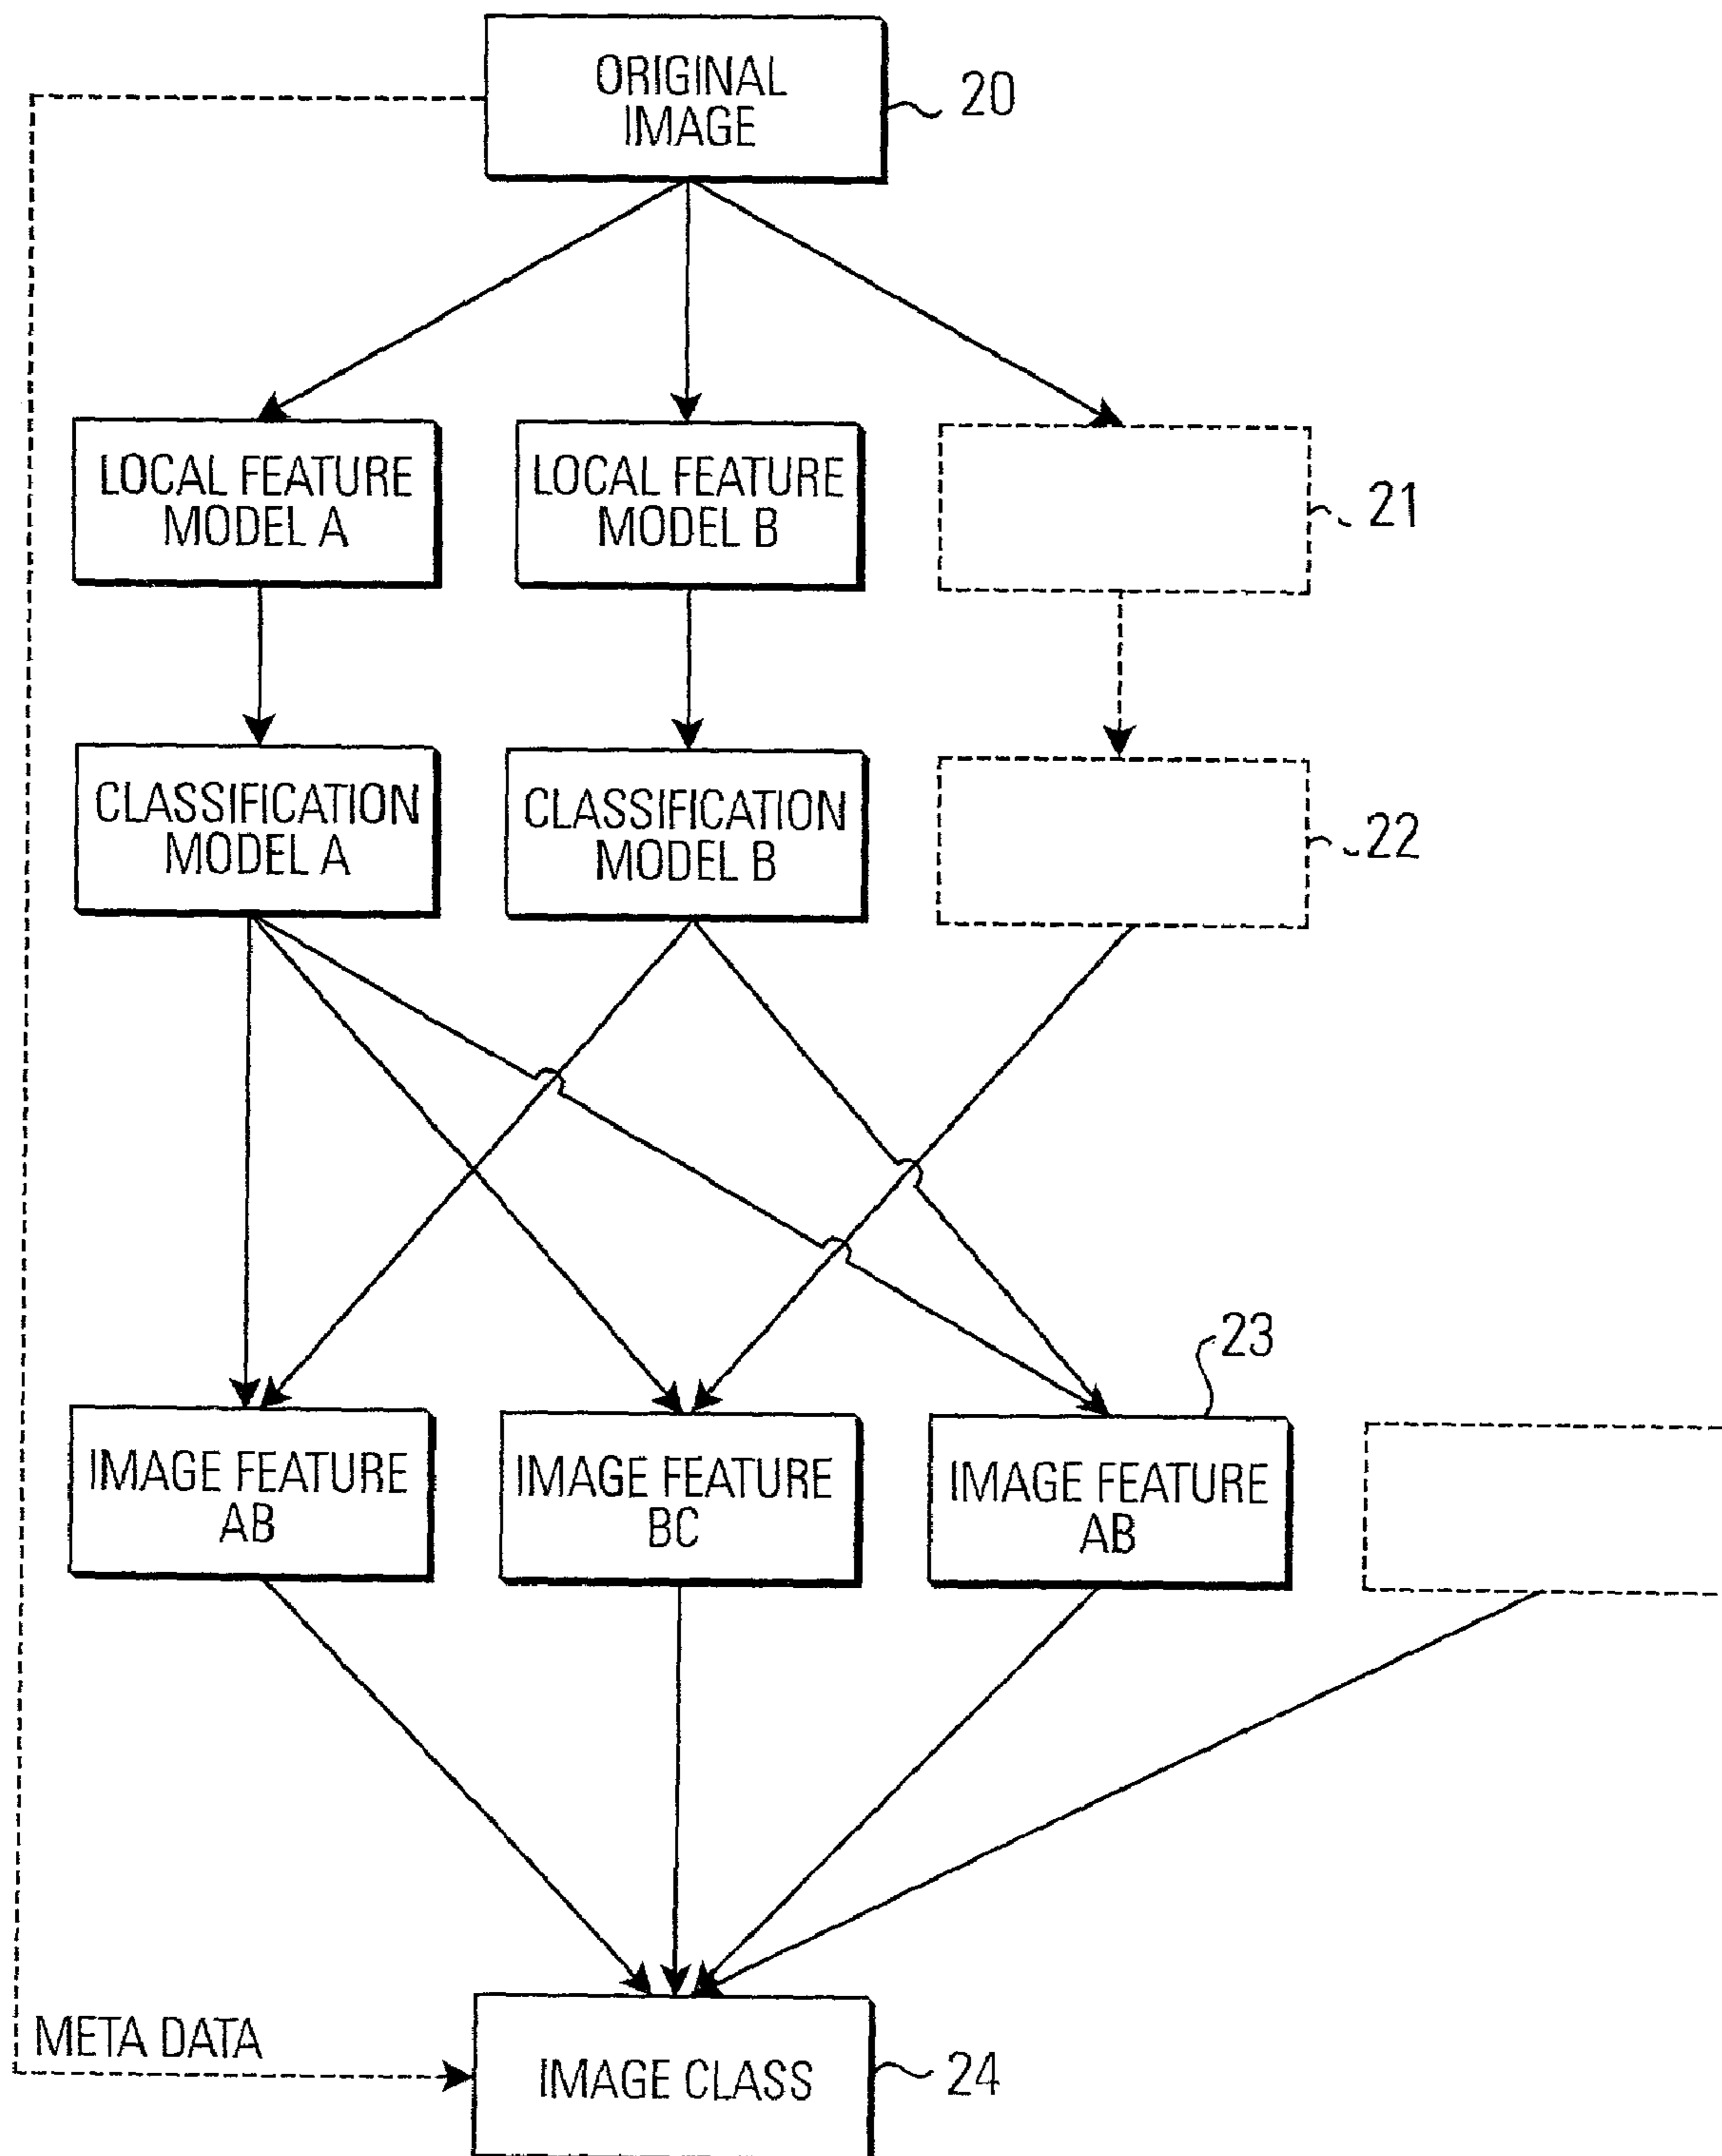 ORIGINAL
IMAGE
20
LOCAL FEATURE
MODEL A
LOCAL FEATURE
MODEL B
21
CLASSIFICATION
MODEL A
CLASSIFICATION
MODEL B
22
23
IMAGE FEATURE
AB
IMAGE FEATURE
BC
IMAGE FEATURE
AB
META DATA
IMAGE CLASS
24